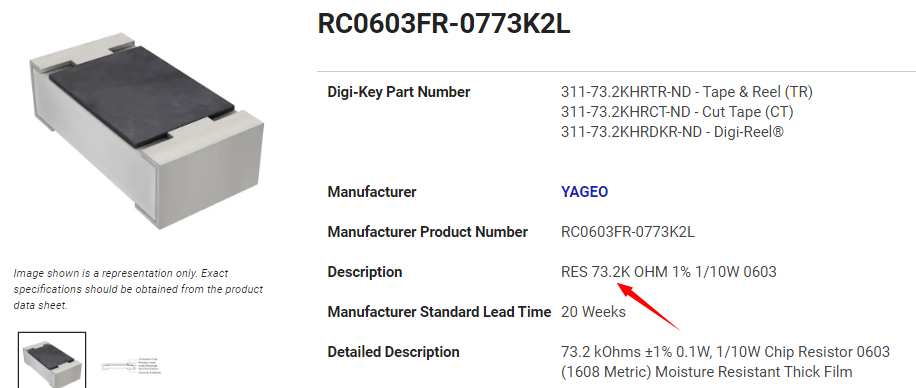 RC0603FR-0773K2L
Digi-Key Part Number
311-73.2KHRTR-ND - Tape & Reel (TR)
311-73.2KHRCT-ND - Cut Tape (CT)
311-73.2KHRDKR-ND - Digi-Reel®
Manufacturer
YAGEO
Manufacturer Product Number
RC0603FR-0773K2L
Description
RES 73.2K OHM 1% 1/10W 0603
Manufacturer Standard Lead Time
20 Weeks
Detailed Description
73.2 kOhms ±1% 0.1W, 1/10W Chip Resistor 0603
(1608 Metric) Moisture Resistant Thick Film
Image shown is a representation only. Exact
specifications should be obtained from the product
data sheet.